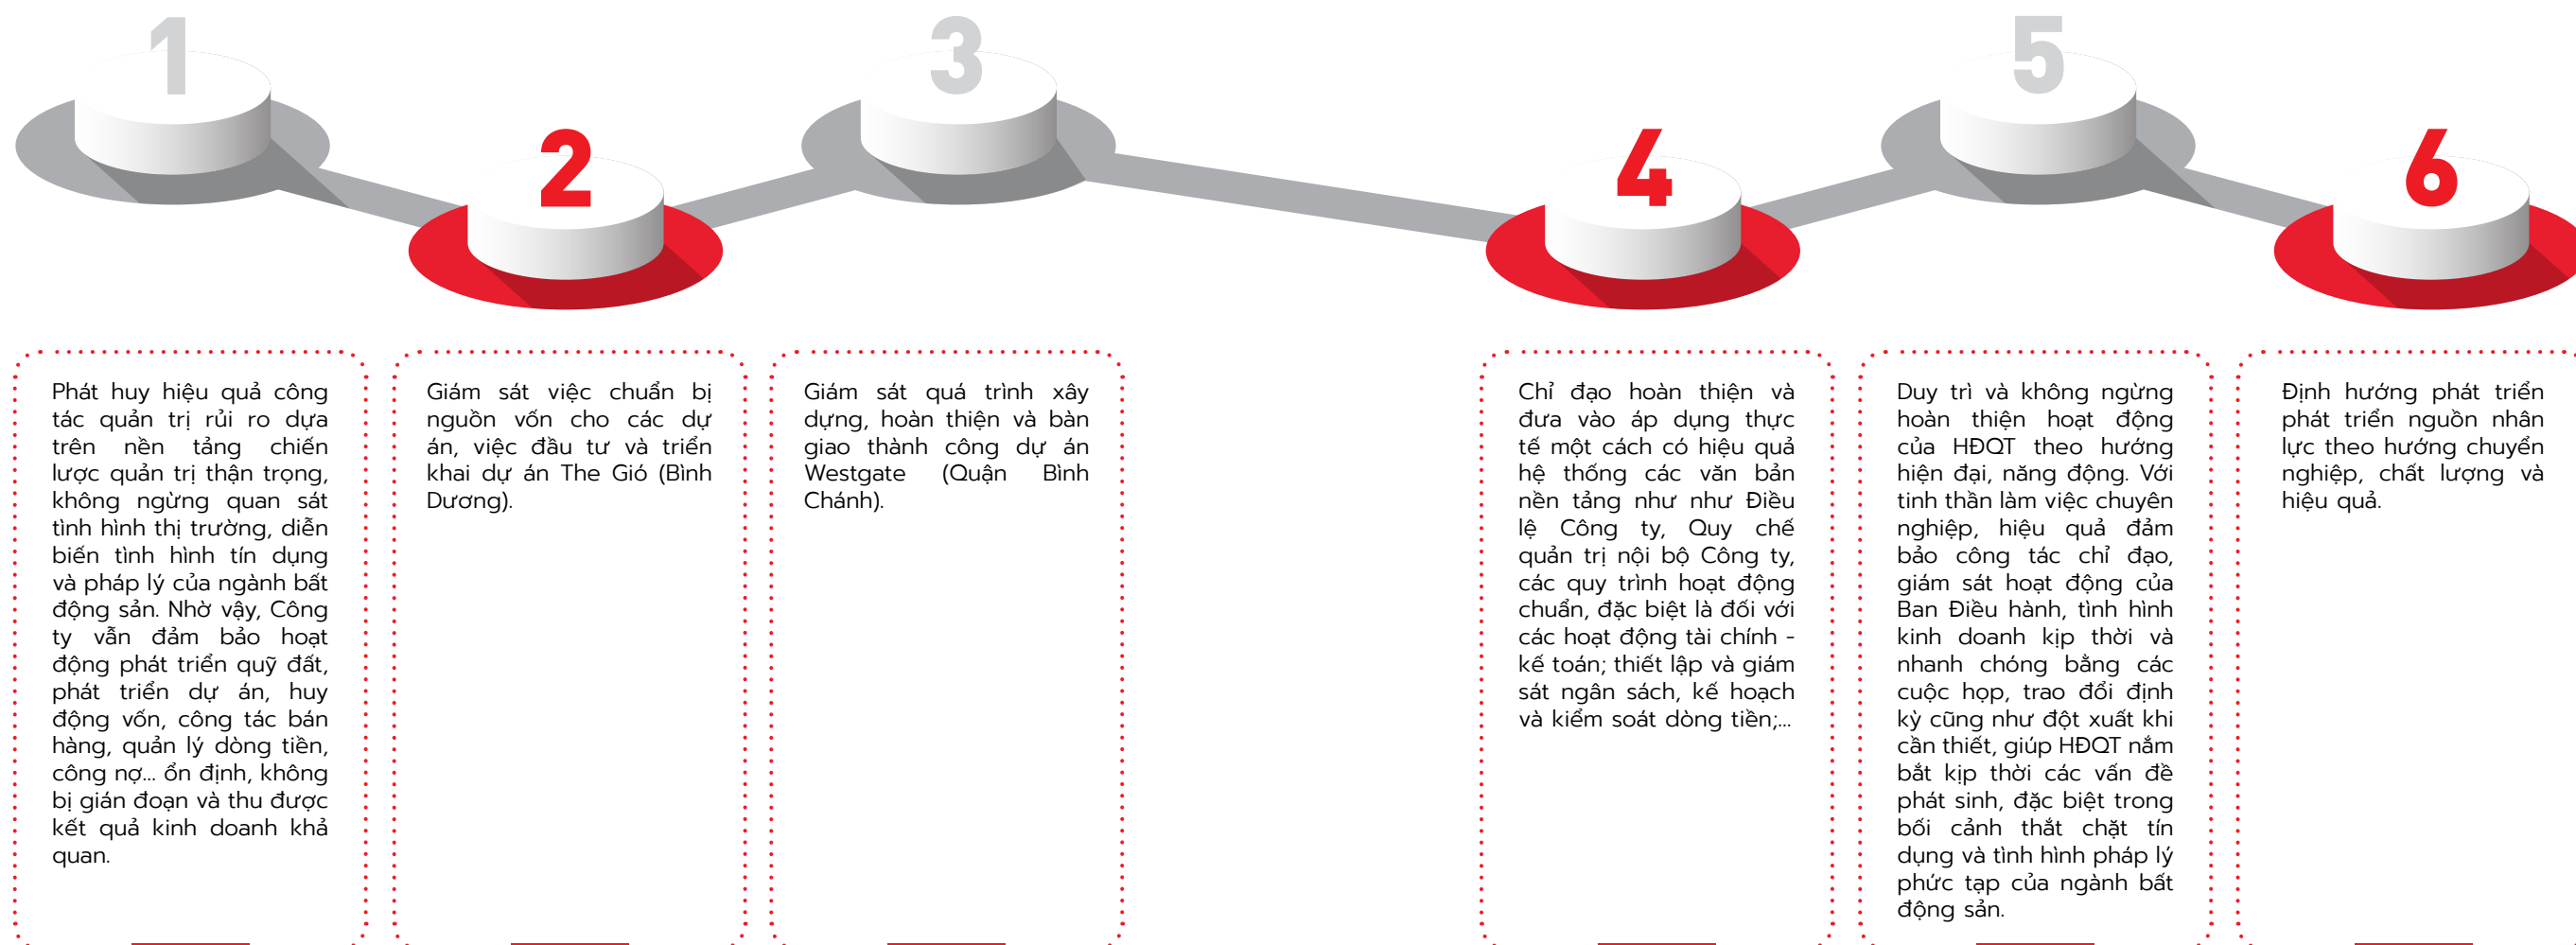 1
Phát huy hiệu quả công
tác quản trị rủi ro dựa
trên nền tảng chiến
lược quản trị thận trọng,
không ngừng quan sát
tình hình thị trường, diễn
biến tình hình tín dụng
và pháp lý của ngành bất
động sản. Nhờ vậy, Công
ty vẫn đảm bảo hoạt
động phát triển quỹ đất,
phát triển dự án, huy
động vốn, công tác bán
hàng, quản lý dòng tiền,
công nợ... ổn định, không
bị gián đoạn và thu được
kết quả kinh doanh khả
quan.
2
Giám sát việc chuẩn bị
nguồn vốn cho các dự
án, việc đầu tư và triển
khai dự án The Gió (Bình
Dương).
3
Giám sát quá trình xây
dựng, hoàn thiện và bàn
giao thành công dự án
Westgate (Quận Bình
Chánh).
4
Chỉ đạo hoàn thiện và
đưa vào áp dụng thực
tế một cách có hiệu quả
hệ thống các văn bản
nền tảng như như Điều
lệ Công ty, Quy chế
quản trị nội bộ Công ty,
các quy trình hoạt động
chuẩn, đặc biệt là đối với
các hoạt động tài chính -
kế toán; thiết lập và giám
sát ngân sách, kế hoạch
và kiểm soát dòng tiền;...
5
Duy trì và không ngừng
hoàn thiện hoạt động
của HĐQT theo hướng
hiện đại, năng động. Với
tinh thần làm việc chuyên
nghiệp, hiệu quả đảm
bảo công tác chỉ đạo,
giám sát hoạt động của
Ban Điều hành, tình hình
kinh doanh kịp thời và
nhanh chóng bằng các
cuộc họp, trao đổi định
kỳ cũng như đột xuất khi
cần thiết, giúp HĐQT nắm
bắt kịp thời các vấn đề
phát sinh, đặc biệt trong
bối cảnh thắt chặt tín
dụng và tình hình pháp lý
phức tạp của ngành bất
động sản.
6
Định hướng phát triển
phát triển nguồn nhân
lực theo hướng chuyển
nghiệp, chất lượng và
hiệu quả.